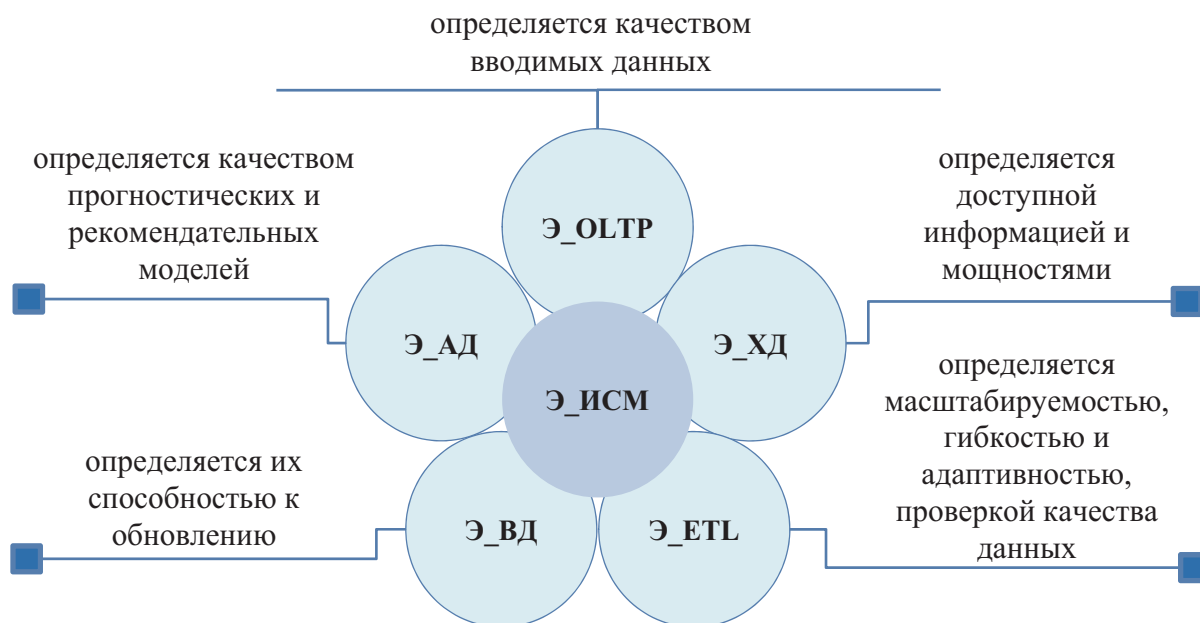 определяется качеством
вводимых данных
определяется качеством
прогностических и
рекомендательных
моделей
определяется
доступной
информацией и
мощностями
Э_OLTP
Э_АД
Э_ХД
Э_ИСМ
определяется
масштабируемостью,
гибкостью и
адаптивностью,
проверкой качества
данных
определяется их
способностью к
обновлению
Э_ВД
Э_ETL